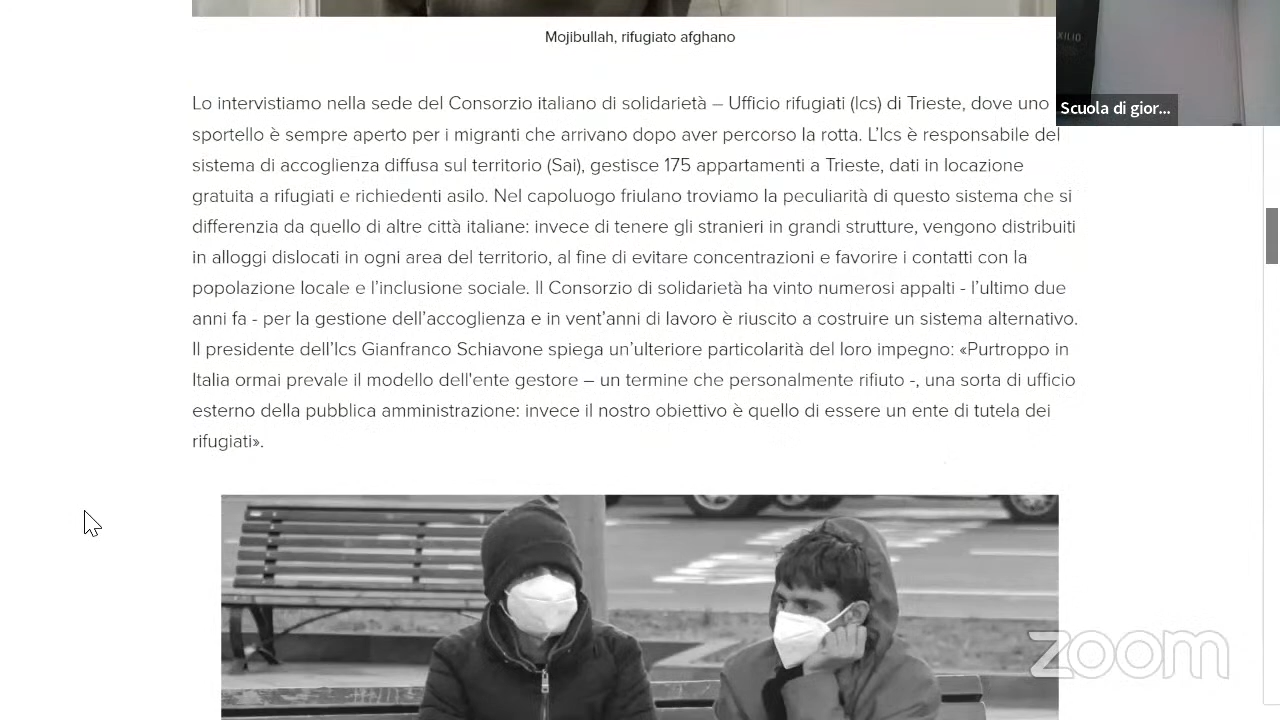 Mojibullah, rifugiato afghano
XILIO
Scuola di gior...
Lo intervistiamo nella sede del Consorzio italiano di solidarietà – Ufficio rifugiati (Ics) di Trieste, dove uno
sportello è sempre aperto per i migranti che arrivano dopo aver percorso la rotta. L’Ics è responsabile del
sistema di accoglienza diffusa sul territorio (Sai), gestisce 175 appartamenti a Trieste, dati in locazione
gratuita a rifugiati e richiedenti asilo. Nel capoluogo friulano troviamo la peculiarità di questo sistema che si
differenzia da quello di altre città italiane: invece di tenere gli stranieri in grandi strutture, vengono distribuiti
in alloggi dislocati in ogni area del territorio, al fine di evitare concentrazioni e favorire i contatti con la
popolazione locale e l’inclusione sociale. Il Consorzio di solidarietà ha vinto numerosi appalti - l’ultimo due
anni fa - per la gestione dell’accoglienza e in vent’anni di lavoro è riuscito a costruire un sistema alternativo.
Il presidente dell’Ics Gianfranco Schiavone spiega un’ulteriore particolarità del loro impegno: «Purtroppo in
Italia ormai prevale il modello dell'ente gestore – un termine che personalmente rifiuto -, una sorta di ufficio
esterno della pubblica amministrazione: invece il nostro obiettivo è quello di essere un ente di tutela dei
rifugiati».
zoom